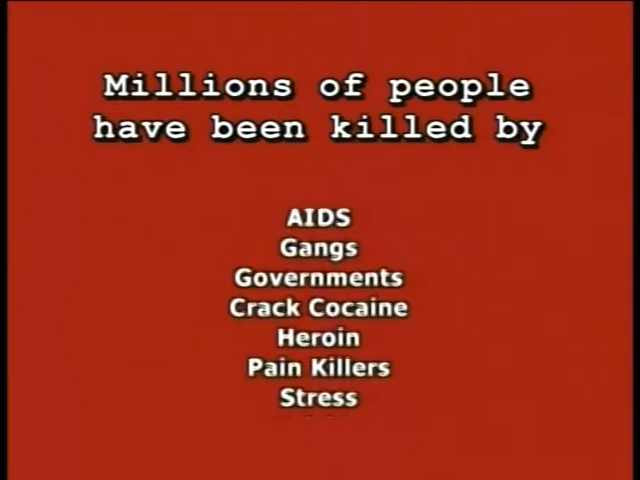 Millions of people
have been killed by
AIDS
Gangs
Governments
Crack Cocaine
Heroin
Pain Killers
Stress